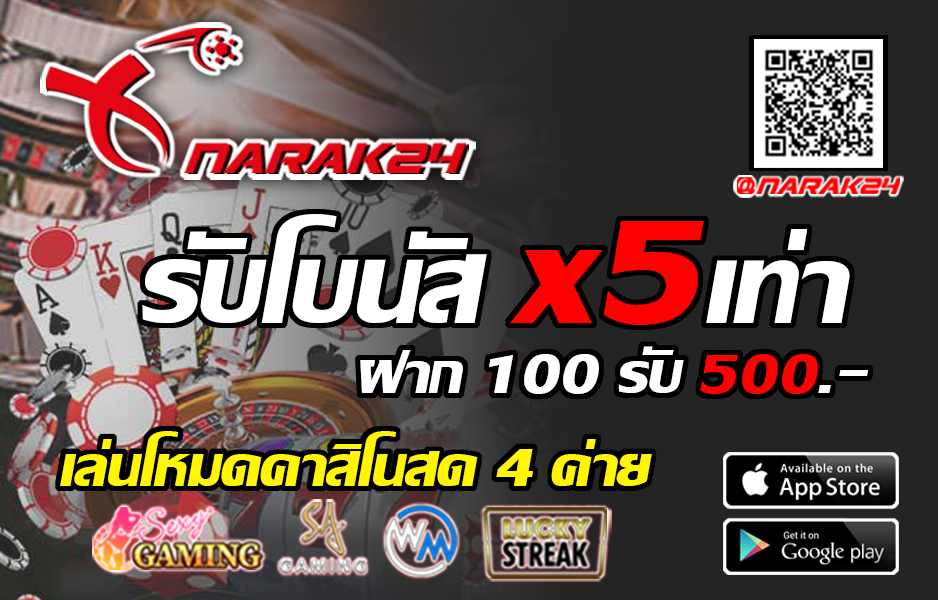 NARAK24
@NARAK24
A
K
Q
J
รับโบนัส x5เท่า
ฝาก 100 รับ 500.-
เล่นโหมดคาสิโนสด 4 ค่าย
Sexy GAMING
SA GAMING
WM
LUCKY STREAK
Available on the
App Store
Get it on
Google play